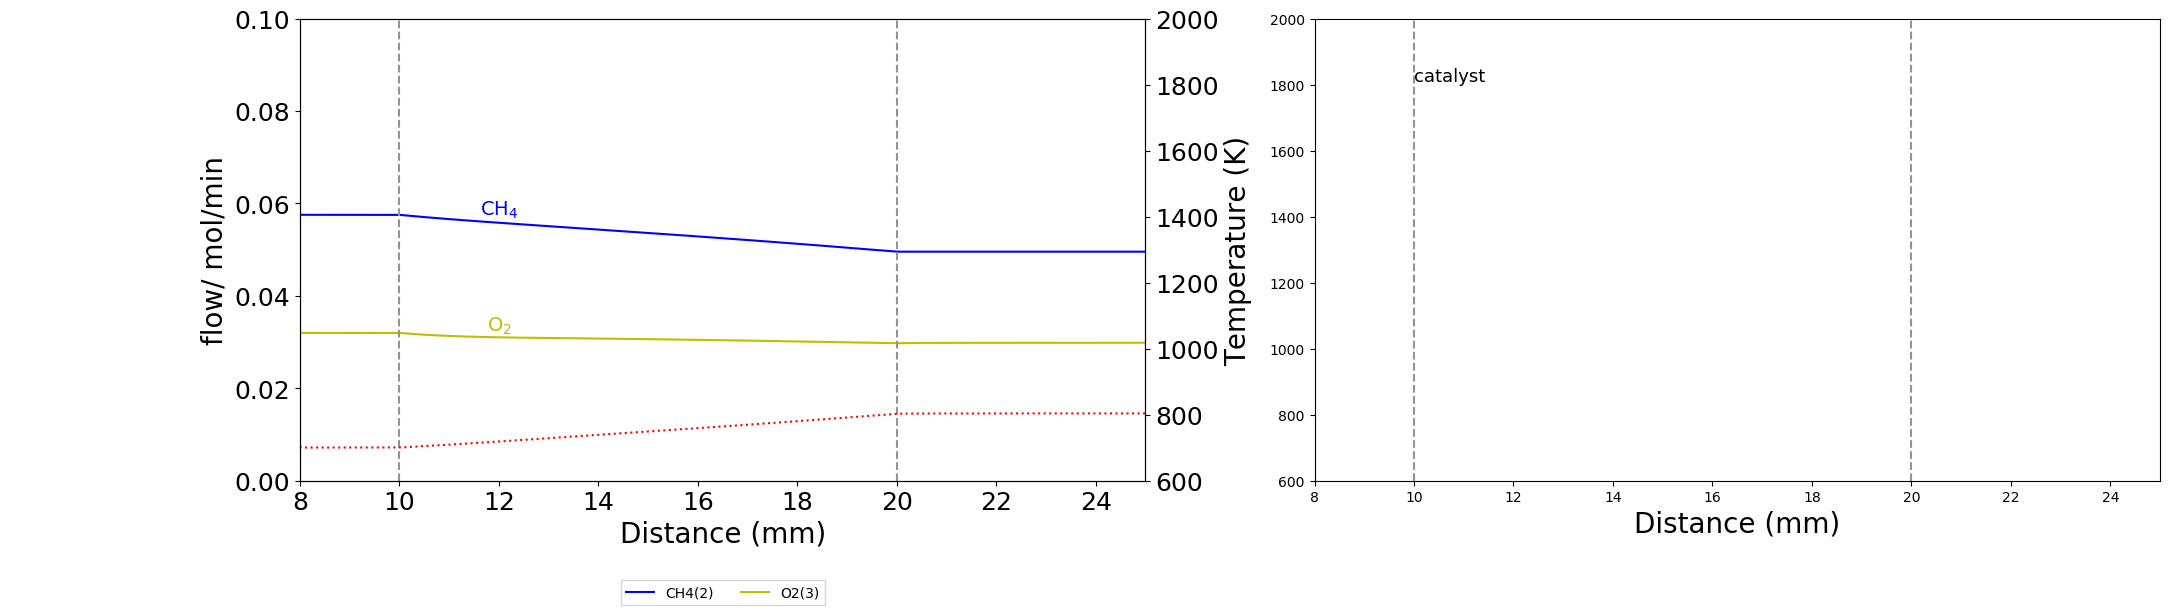 flow/ mol/min
0.10
0.08
0.06
0.04
0.02
0.00
CH₄
O₂
8 10 12 14 16 18 20 22 24
Distance (mm)
2000
1800
1600
1400
1200
1000
800
600
Temperature (K)
CH4(2) O2(3)
2000
1800
1600
1400
1200
1000
800
600
catalyst
8 10 12 14 16 18 20 22 24
Distance (mm)